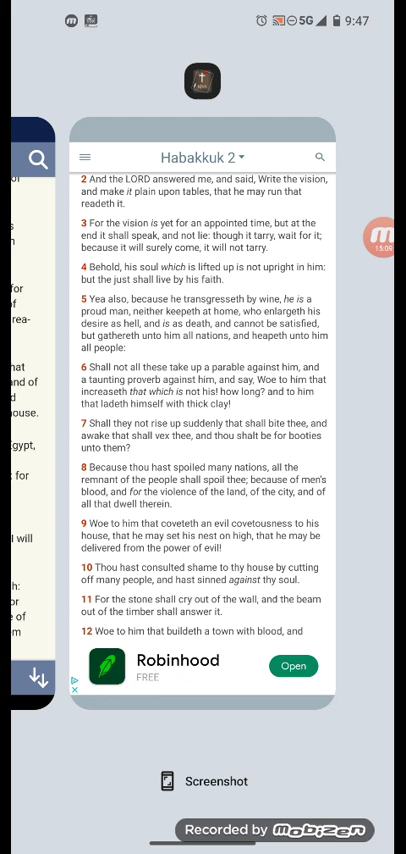 5G 9:47
Habakkuk 2
2 And the LORD answered me, and said, Write the vision,
and make it plain upon tables, that he may run that
readeth it.
3 For the vision is yet for an appointed time, but at the
end it shall speak, and not lie: though it tarry, wait for it;
because it will surely come, it will not tarry.
4 Behold, his soul which is lifted up is not upright in him:
but the just shall live by his faith.
5 Yea also, because he transgresseth by wine, he is a
proud man, neither keepeth at home, who enlargeth his
desire as hell, and is as death, and cannot be satisfied,
but gathereth unto him all nations, and heapeth unto him
all people:
6 Shall not all these take up a parable against him, and
a taunting proverb against him, and say, Woe to him that
increaseth that which is not his! how long? and to him
that ladeth himself with thick clay!
7 Shall they not rise up suddenly that shall bite thee, and
awake that shall vex thee, and thou shalt be for booties
unto them?
8 Because thou hast spoiled many nations, all the
remnant of the people shall spoil thee; because of men's
blood, and for the violence of the land, of the city, and of
all that dwell therein.
9 Woe to him that coveteth an evil covetousness to his
house, that he may set his nest on high, that he may be
delivered from the power of evil!
10 Thou hast consulted shame to thy house by cutting
off many people, and hast sinned against thy soul.
11 For the stone shall cry out of the wall, and the beam
out of the timber shall answer it.
12 Woe to him that buildeth a town with blood, and
Robinhood
FREE
Open
for
of
rea-
hat
and of
d
house.
Egypt,
for
I will
h:
or
e of
m
15:09
Screenshot
Recorded by mobizen